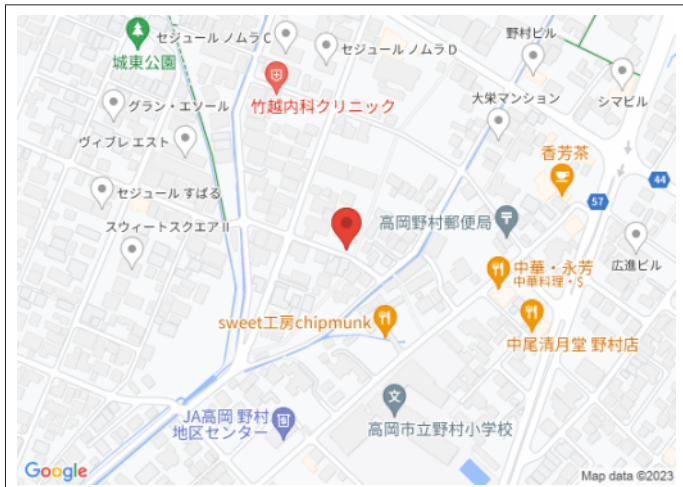 セジュール ノムラ C
セジュール ノムラ D
野村ビル
城東公園
竹越内科クリニック
大栄マンション
シマビル
グラン・エソール
ヴィブレ エスト
香芳茶
44
セジュール すばる
57
スウィートスクエア II
高岡野村郵便局
広進ビル
中華・永芳
中華料理・$
sweet工房chipmunk
中尾清月堂 野村店
JA高岡 野村
地区センター
高岡市立野村小学校
Google
Map data ©2023